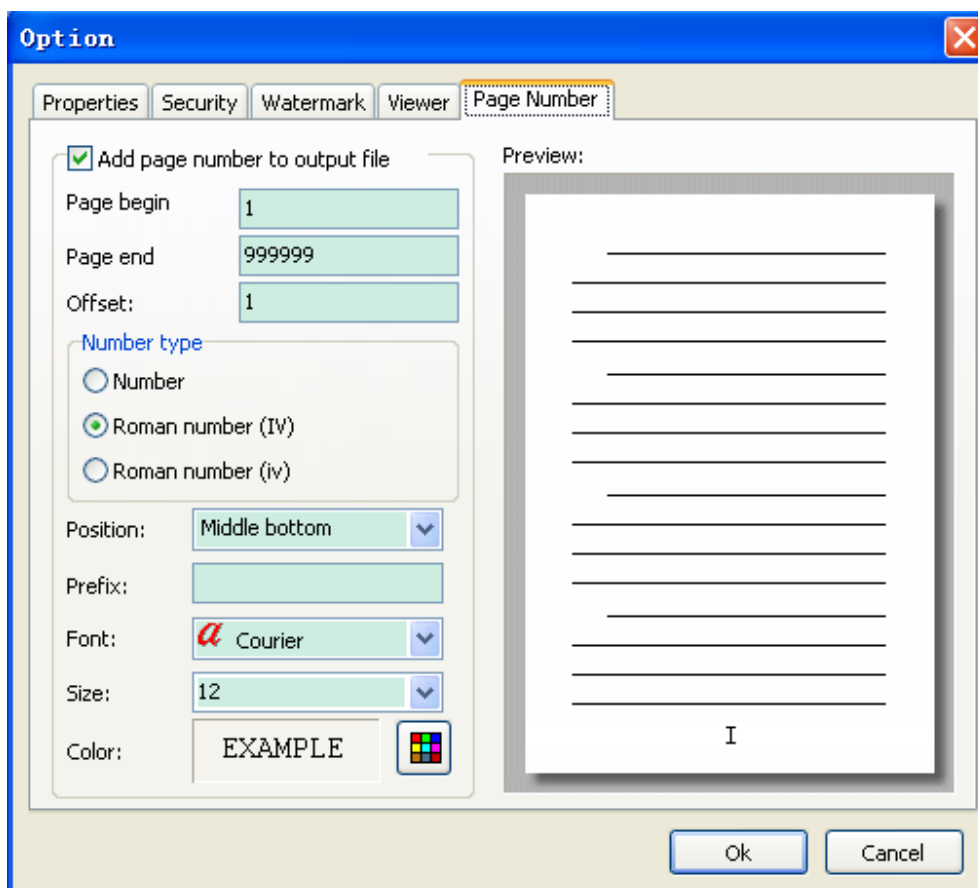 Option
Properties Security Watermark Viewer Page Number
Add page number to output file
Page begin 1
Page end 999999
Offset: 1
Number type
Number
Roman number (IV)
Roman number (iv)
Position: Middle bottom
Prefix:
Font: a Courier
Size: 12
Color: EXAMPLE
Preview:
I
Ok Cancel